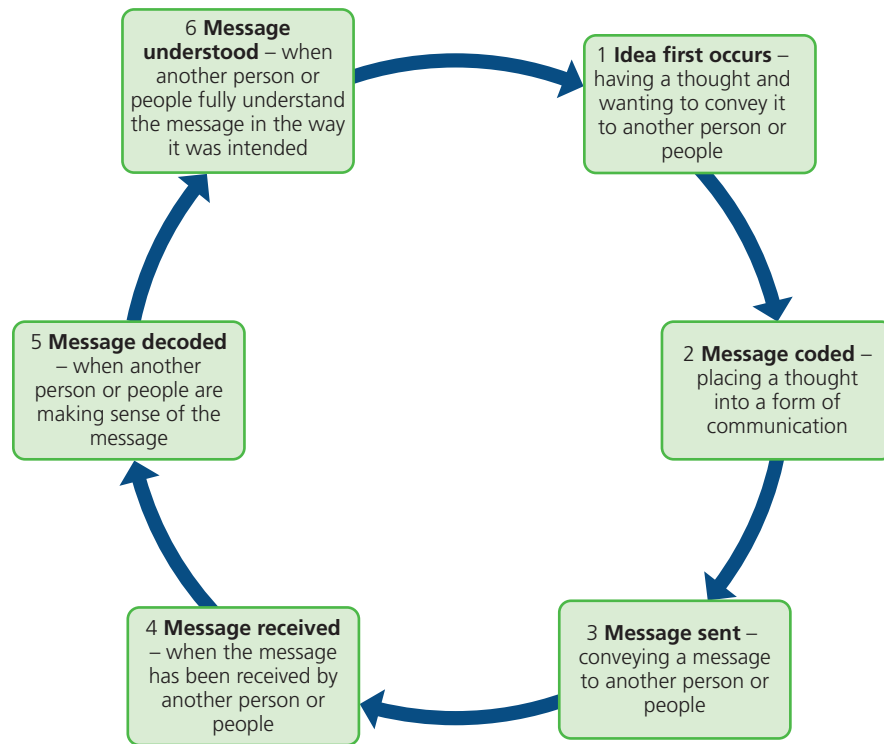 1 Idea first occurs –
having a thought and
wanting to convey it
to another person or
people
2 Message coded –
placing a thought
into a form of
communication
3 Message sent –
conveying a message
to another person or
people
4 Message received
– when the message
has been received by
another person or
people
5 Message decoded
– when another
person or people are
making sense of the
message
6 Message
understood – when
another person or
people fully understand
the message in the way
it was intended